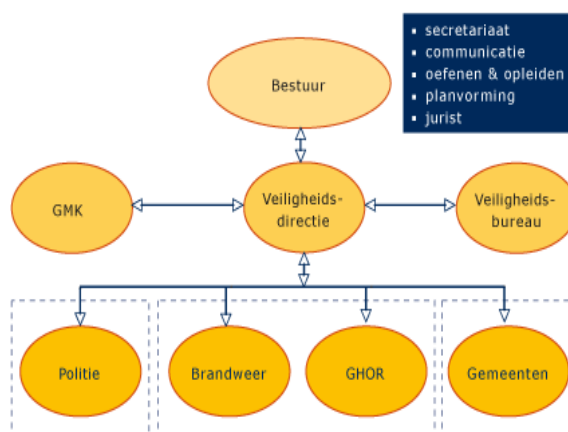 ▪ secretariaat
▪ communicatie
▪ oefenen & opleiden
▪ planvorming
▪ jurist
Bestuur
GMK
Veiligheids-
directie
Veiligheids-
bureau
Politie
Brandweer
GHOR
Gemeenten